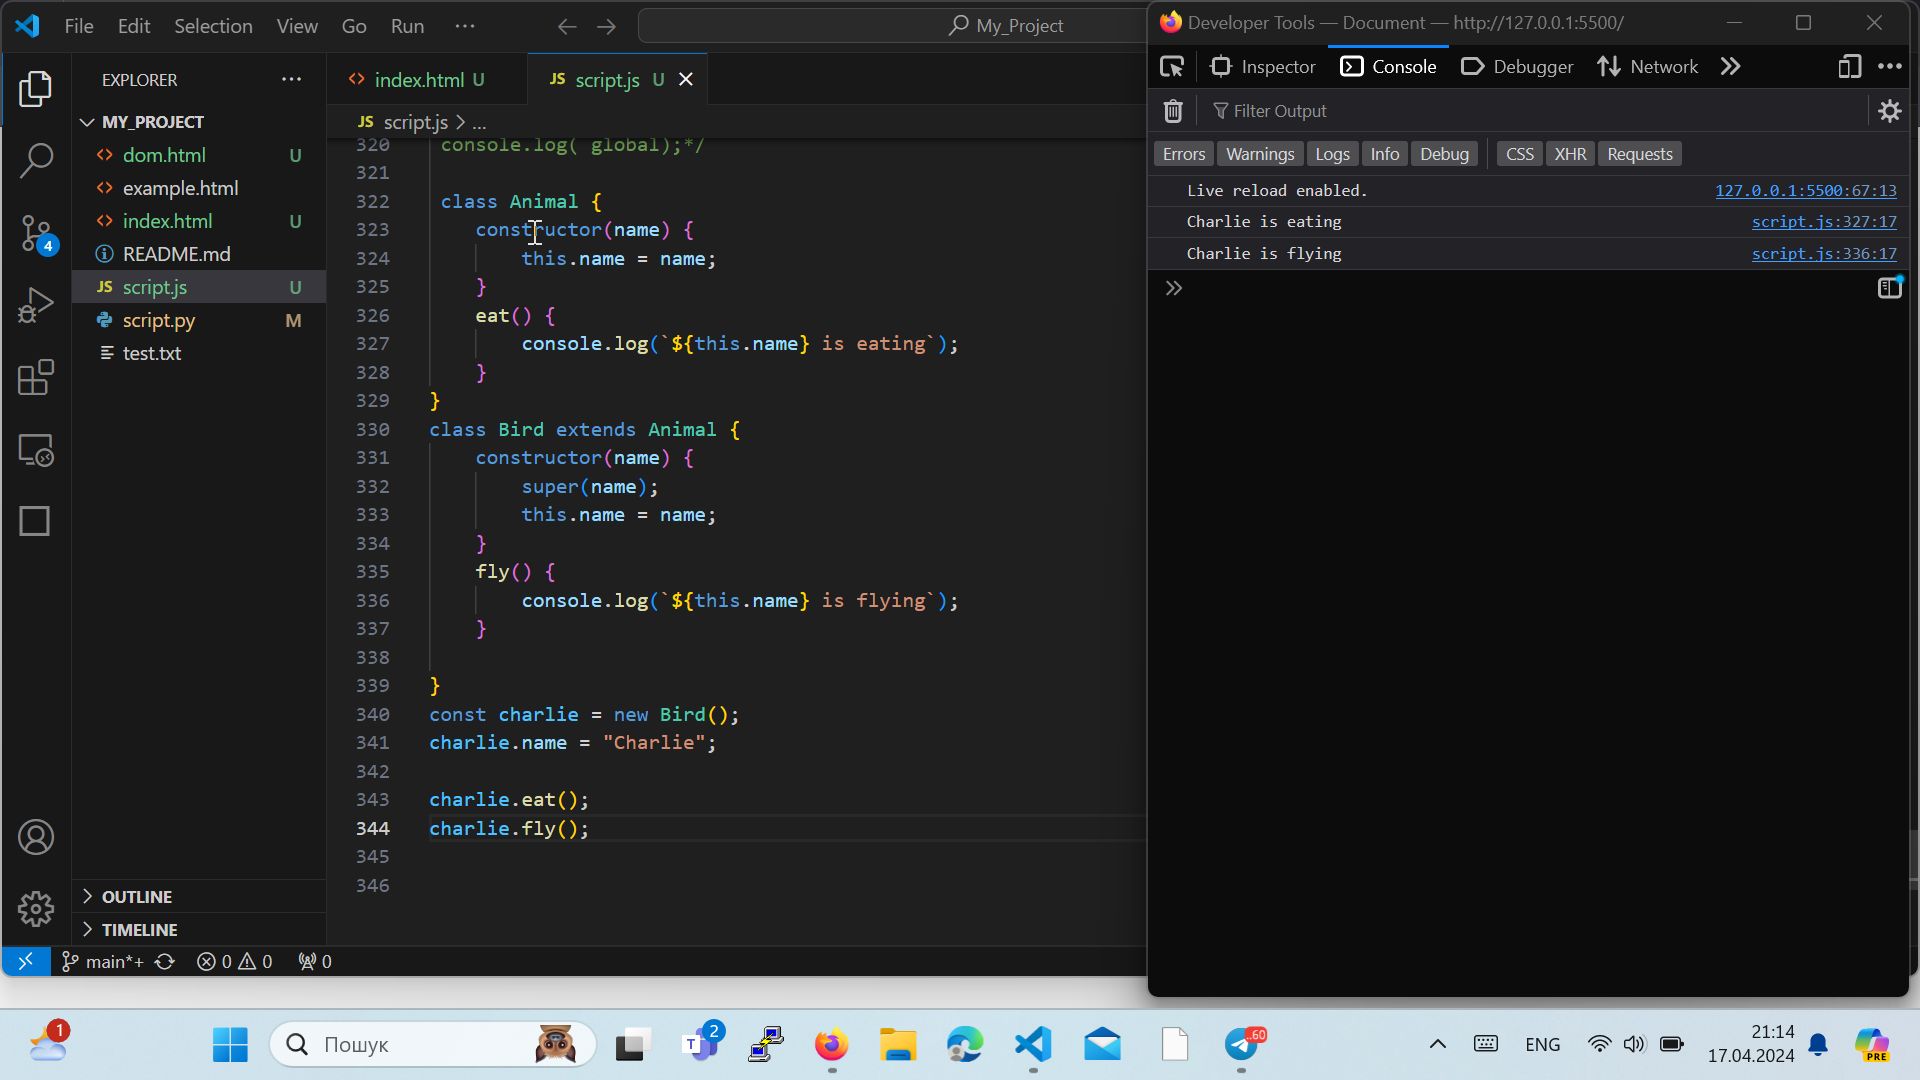 File Edit Selection View Go Run ···
My_Project
EXPLORER
MY_PROJECT
dom.html U
example.html
index.html U
README.md
script.js U
script.py M
test.txt
OUTLINE
TIMELINE
4
index.html U
JS script.js U
JS script.js > ...
320 console.log( global);*/
321
322 class Animal {
323 constructor(name) {
324 this.name = name;
325 }
326 eat() {
327 console.log(`${this.name} is eating`);
328 }
329 }
330 class Bird extends Animal {
331 constructor(name) {
332 super(name);
333 this.name = name;
334 }
335 fly() {
336 console.log(`${this.name} is flying`);
337 }
338
339 }
340 const charlie = new Bird();
341 charlie.name = "Charlie";
342
343 charlie.eat();
344 charlie.fly();
345
346
main*+ 0 0 0
Developer Tools — Document — http://127.0.0.1:5500/
Inspector Console Debugger Network
Filter Output
Errors Warnings Logs Info Debug CSS XHR Requests
Live reload enabled. 127.0.0.1:5500:67:13
Charlie is eating script.js:327:17
Charlie is flying script.js:336:17
1
Пошук
2
..60
ENG
21:14
17.04.2024
PRE